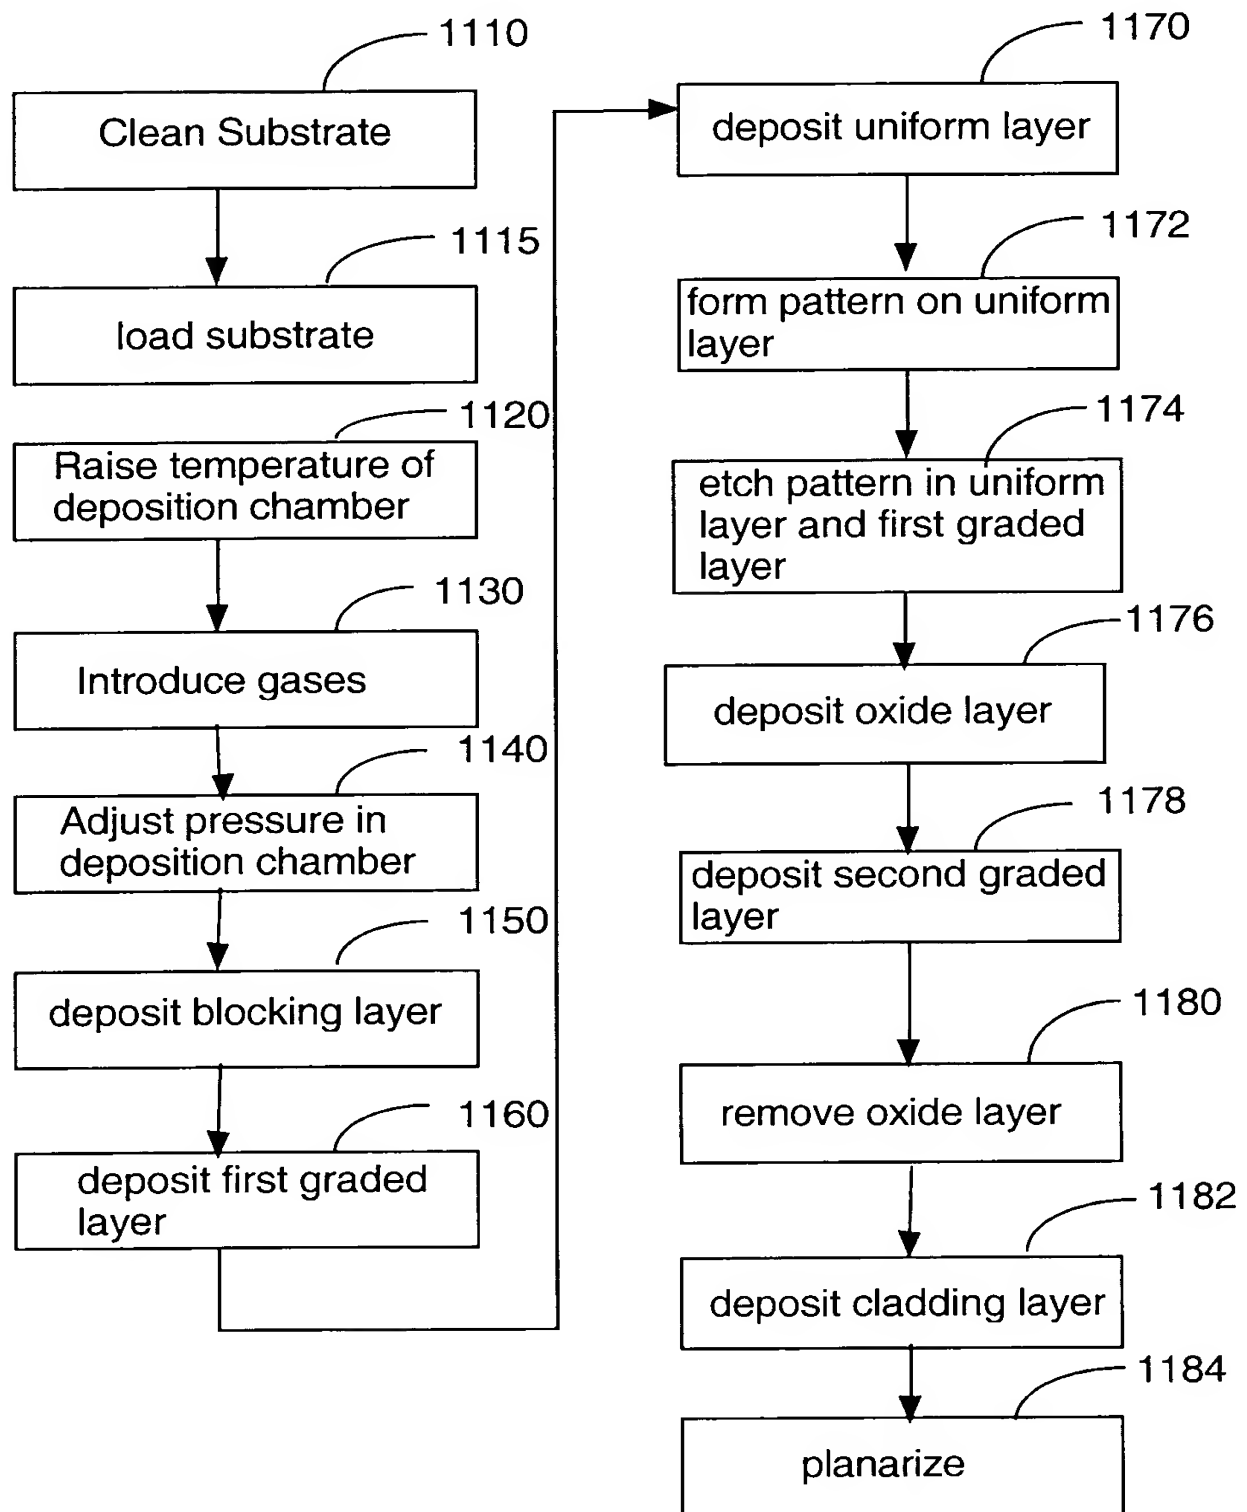 1110
Clean Substrate
1115
load substrate
1120
Raise temperature of
deposition chamber
1130
Introduce gases
1140
Adjust pressure in
deposition chamber
1150
deposit blocking layer
1160
deposit first graded
layer
1170
deposit uniform layer
1172
form pattern on uniform
layer
1174
etch pattern in uniform
layer and first graded
layer
1176
deposit oxide layer
1178
deposit second graded
layer
1180
remove oxide layer
1182
deposit cladding layer
1184
planarize